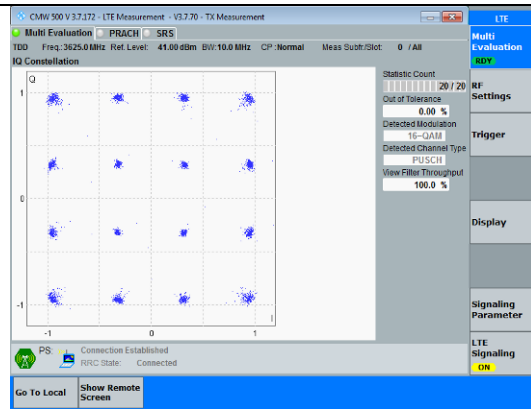 CMW 500 V 3.7.172 - LTE Measurement - V3.7.70 - TX Measurement
LTE
Multi Evaluation PRACH SRS
Multi Evaluation
RDY
TDD Freq.: 3625.0 MHz Ref. Level: 41.00 dBm BW: 10.0 MHz CP : Normal Meas Subfr./Slot: 0 / All
IQ Constellation
Q
Statistic Count
20 / 20
RF Settings
1
Out of Tolerance
0.00 %
Detected Modulation
16-QAM
Trigger
Detected Channel Type
PUSCH
View Filter Throughput
100.0 %
0
Display
-1
I
Signaling Parameter
-1 0 1
PS: Connection Established
RRC State: Connected
LTE Signaling
ON
Go To Local
Show Remote Screen